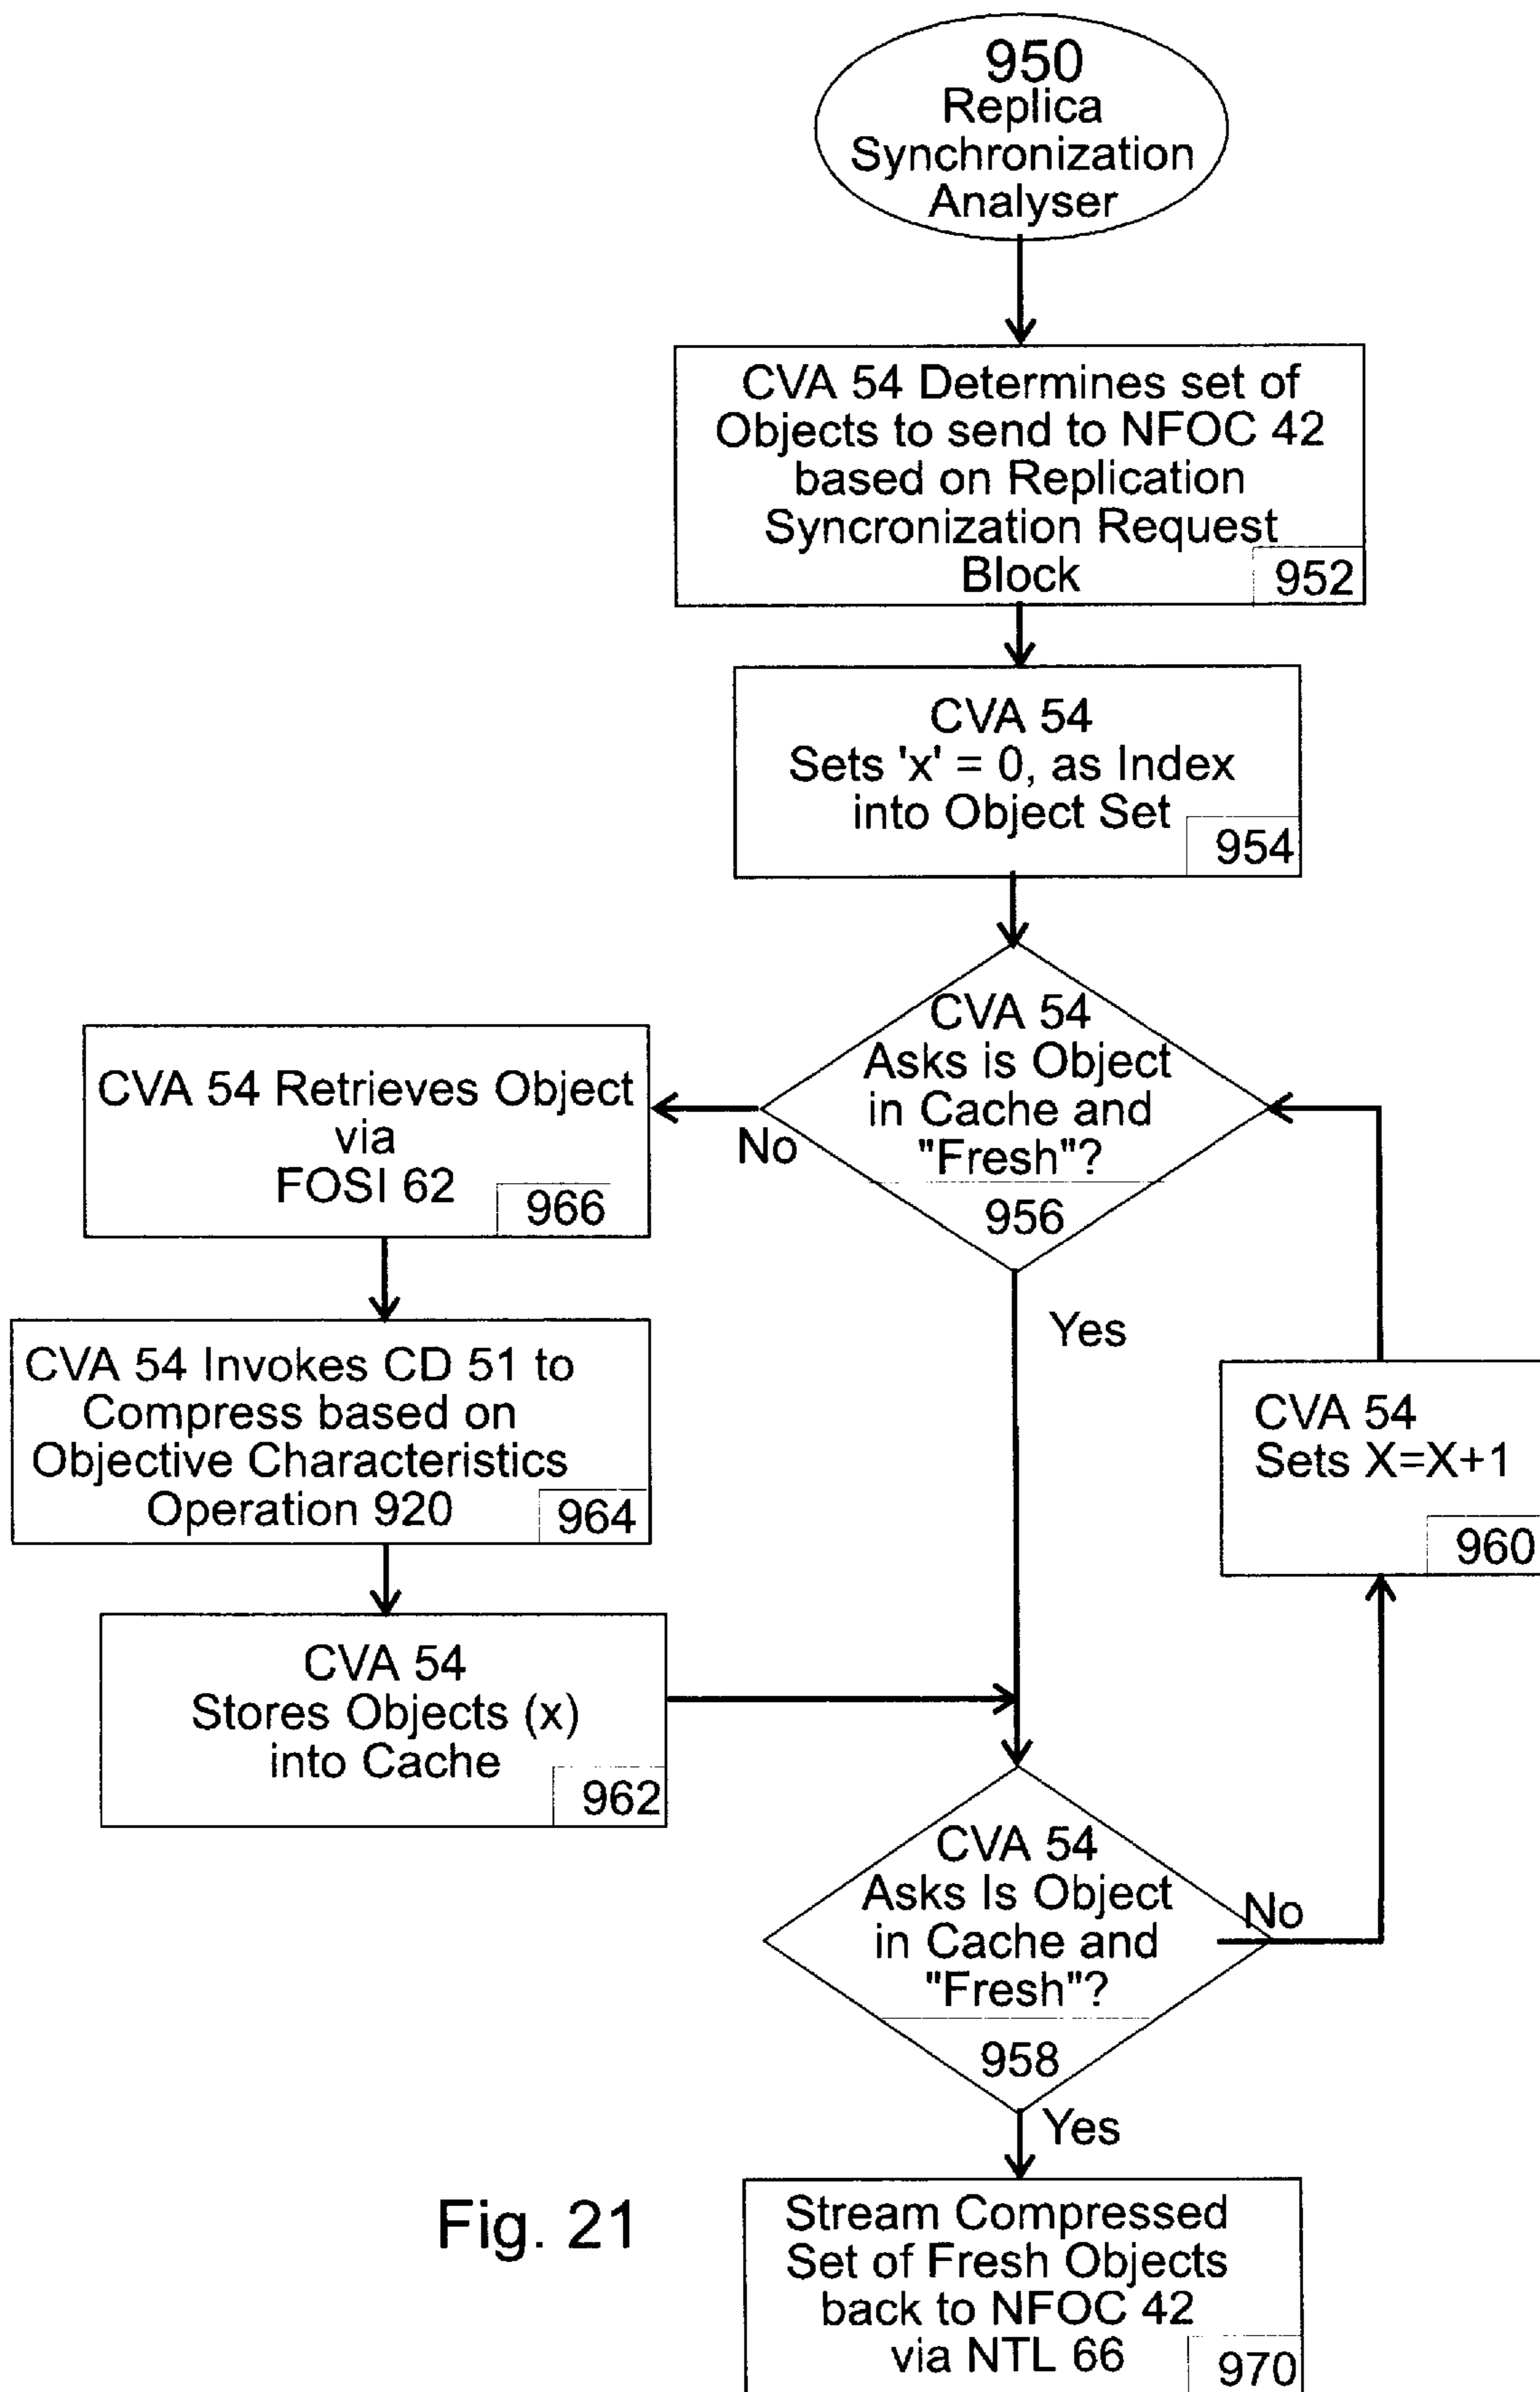 950
Replica
Synchronization
Analyser
CVA 54 Determines set of
Objects to send to NFOC 42
based on Replication
Syncronization Request
Block
952
CVA 54
Sets 'x' = 0, as Index
into Object Set
954
CVA 54
Asks is Object
in Cache and
"Fresh"?
956
No
Yes
CVA 54 Retrieves Object
via
FOSI 62
966
CVA 54 Invokes CD 51 to
Compress based on
Objective Characteristics
Operation 920
964
CVA 54
Stores Objects (x)
into Cache
962
CVA 54
Sets X=X+1
960
CVA 54
Asks Is Object
in Cache and
"Fresh"?
958
No
Yes
Stream Compressed
Set of Fresh Objects
back to NFOC 42
via NTL 66
970
Fig. 21